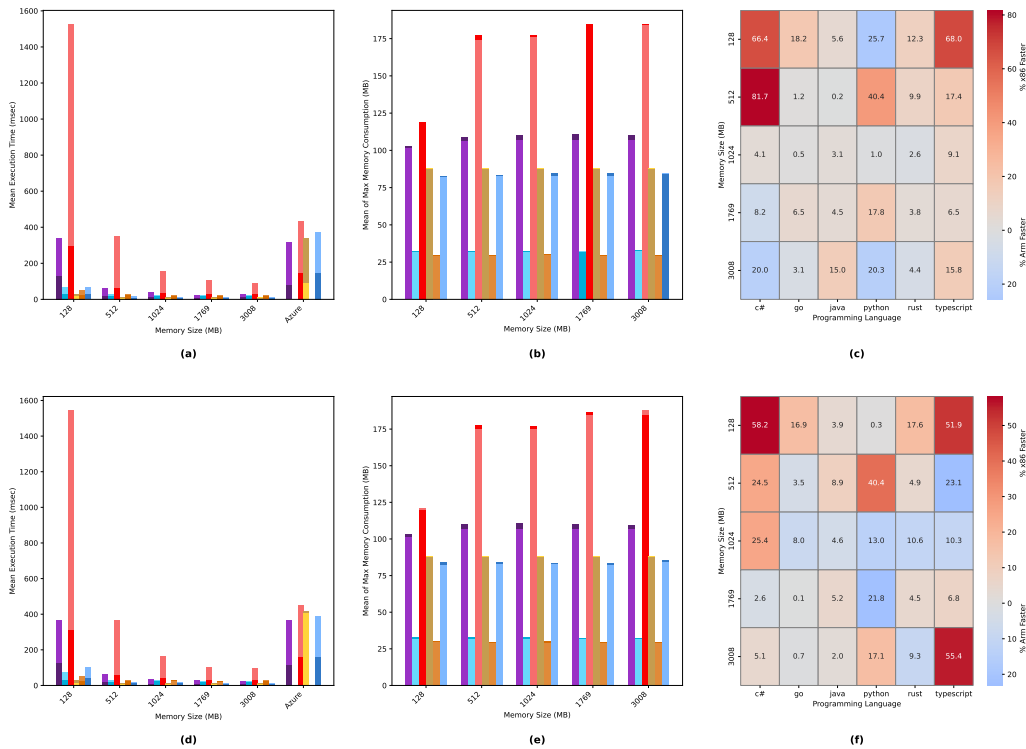 1600
1400
1200
1000
800
600
400
200
0
Mean Execution Time (msec)
128
512
1024
1769
3008
Azure
Memory Size (MB)
(a)
175
150
125
100
75
50
25
0
Mean of Max Memory Consumption (MB)
128
512
1024
1769
3008
Memory Size (MB)
(b)
Memory Size (MB)
128 66.4 18.2 5.6 25.7 12.3 68.0
512 81.7 1.2 0.2 40.4 9.9 17.4
1024 4.1 0.5 3.1 1.0 2.6 9.1
1769 8.2 6.5 4.5 17.8 3.8 6.5
3008 20.0 3.1 15.0 20.3 4.4 15.8
c# go java python rust typescript
Programming Language
80
60
40
20
0
20
% x86 Faster
% Arm Faster
(c)
1600
1400
1200
1000
800
600
400
200
0
Mean Execution Time (msec)
128
512
1024
1769
3008
Azure
Memory Size (MB)
(d)
175
150
125
100
75
50
25
0
Mean of Max Memory Consumption (MB)
128
512
1024
1769
3008
Memory Size (MB)
(e)
Memory Size (MB)
128 58.2 16.9 3.9 0.3 17.6 51.9
512 24.5 3.5 8.9 40.4 4.9 23.1
1024 25.4 8.0 4.6 13.0 10.6 10.3
1769 2.6 0.1 5.2 21.8 4.5 6.8
3008 5.1 0.7 2.0 17.1 9.3 55.4
c# go java python rust typescript
Programming Language
50
40
30
20
10
0
10
20
% x86 Faster
% Arm Faster
(f)